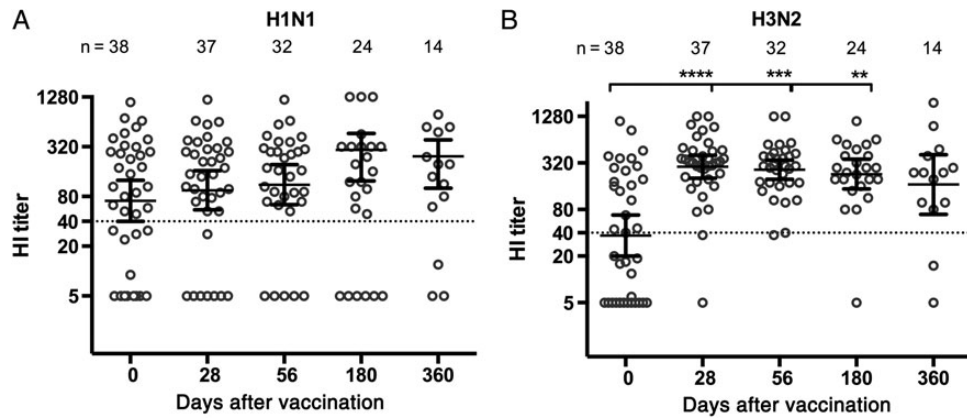 A
H1N1
n = 38 37 32 24 14
HI titer
1280
320
80
40
20
5
0 28 56 180 360
Days after vaccination
B
H3N2
n = 38 37 32 24 14
**** *** **
HI titer
1280
320
80
40
20
5
0 28 56 180 360
Days after vaccination